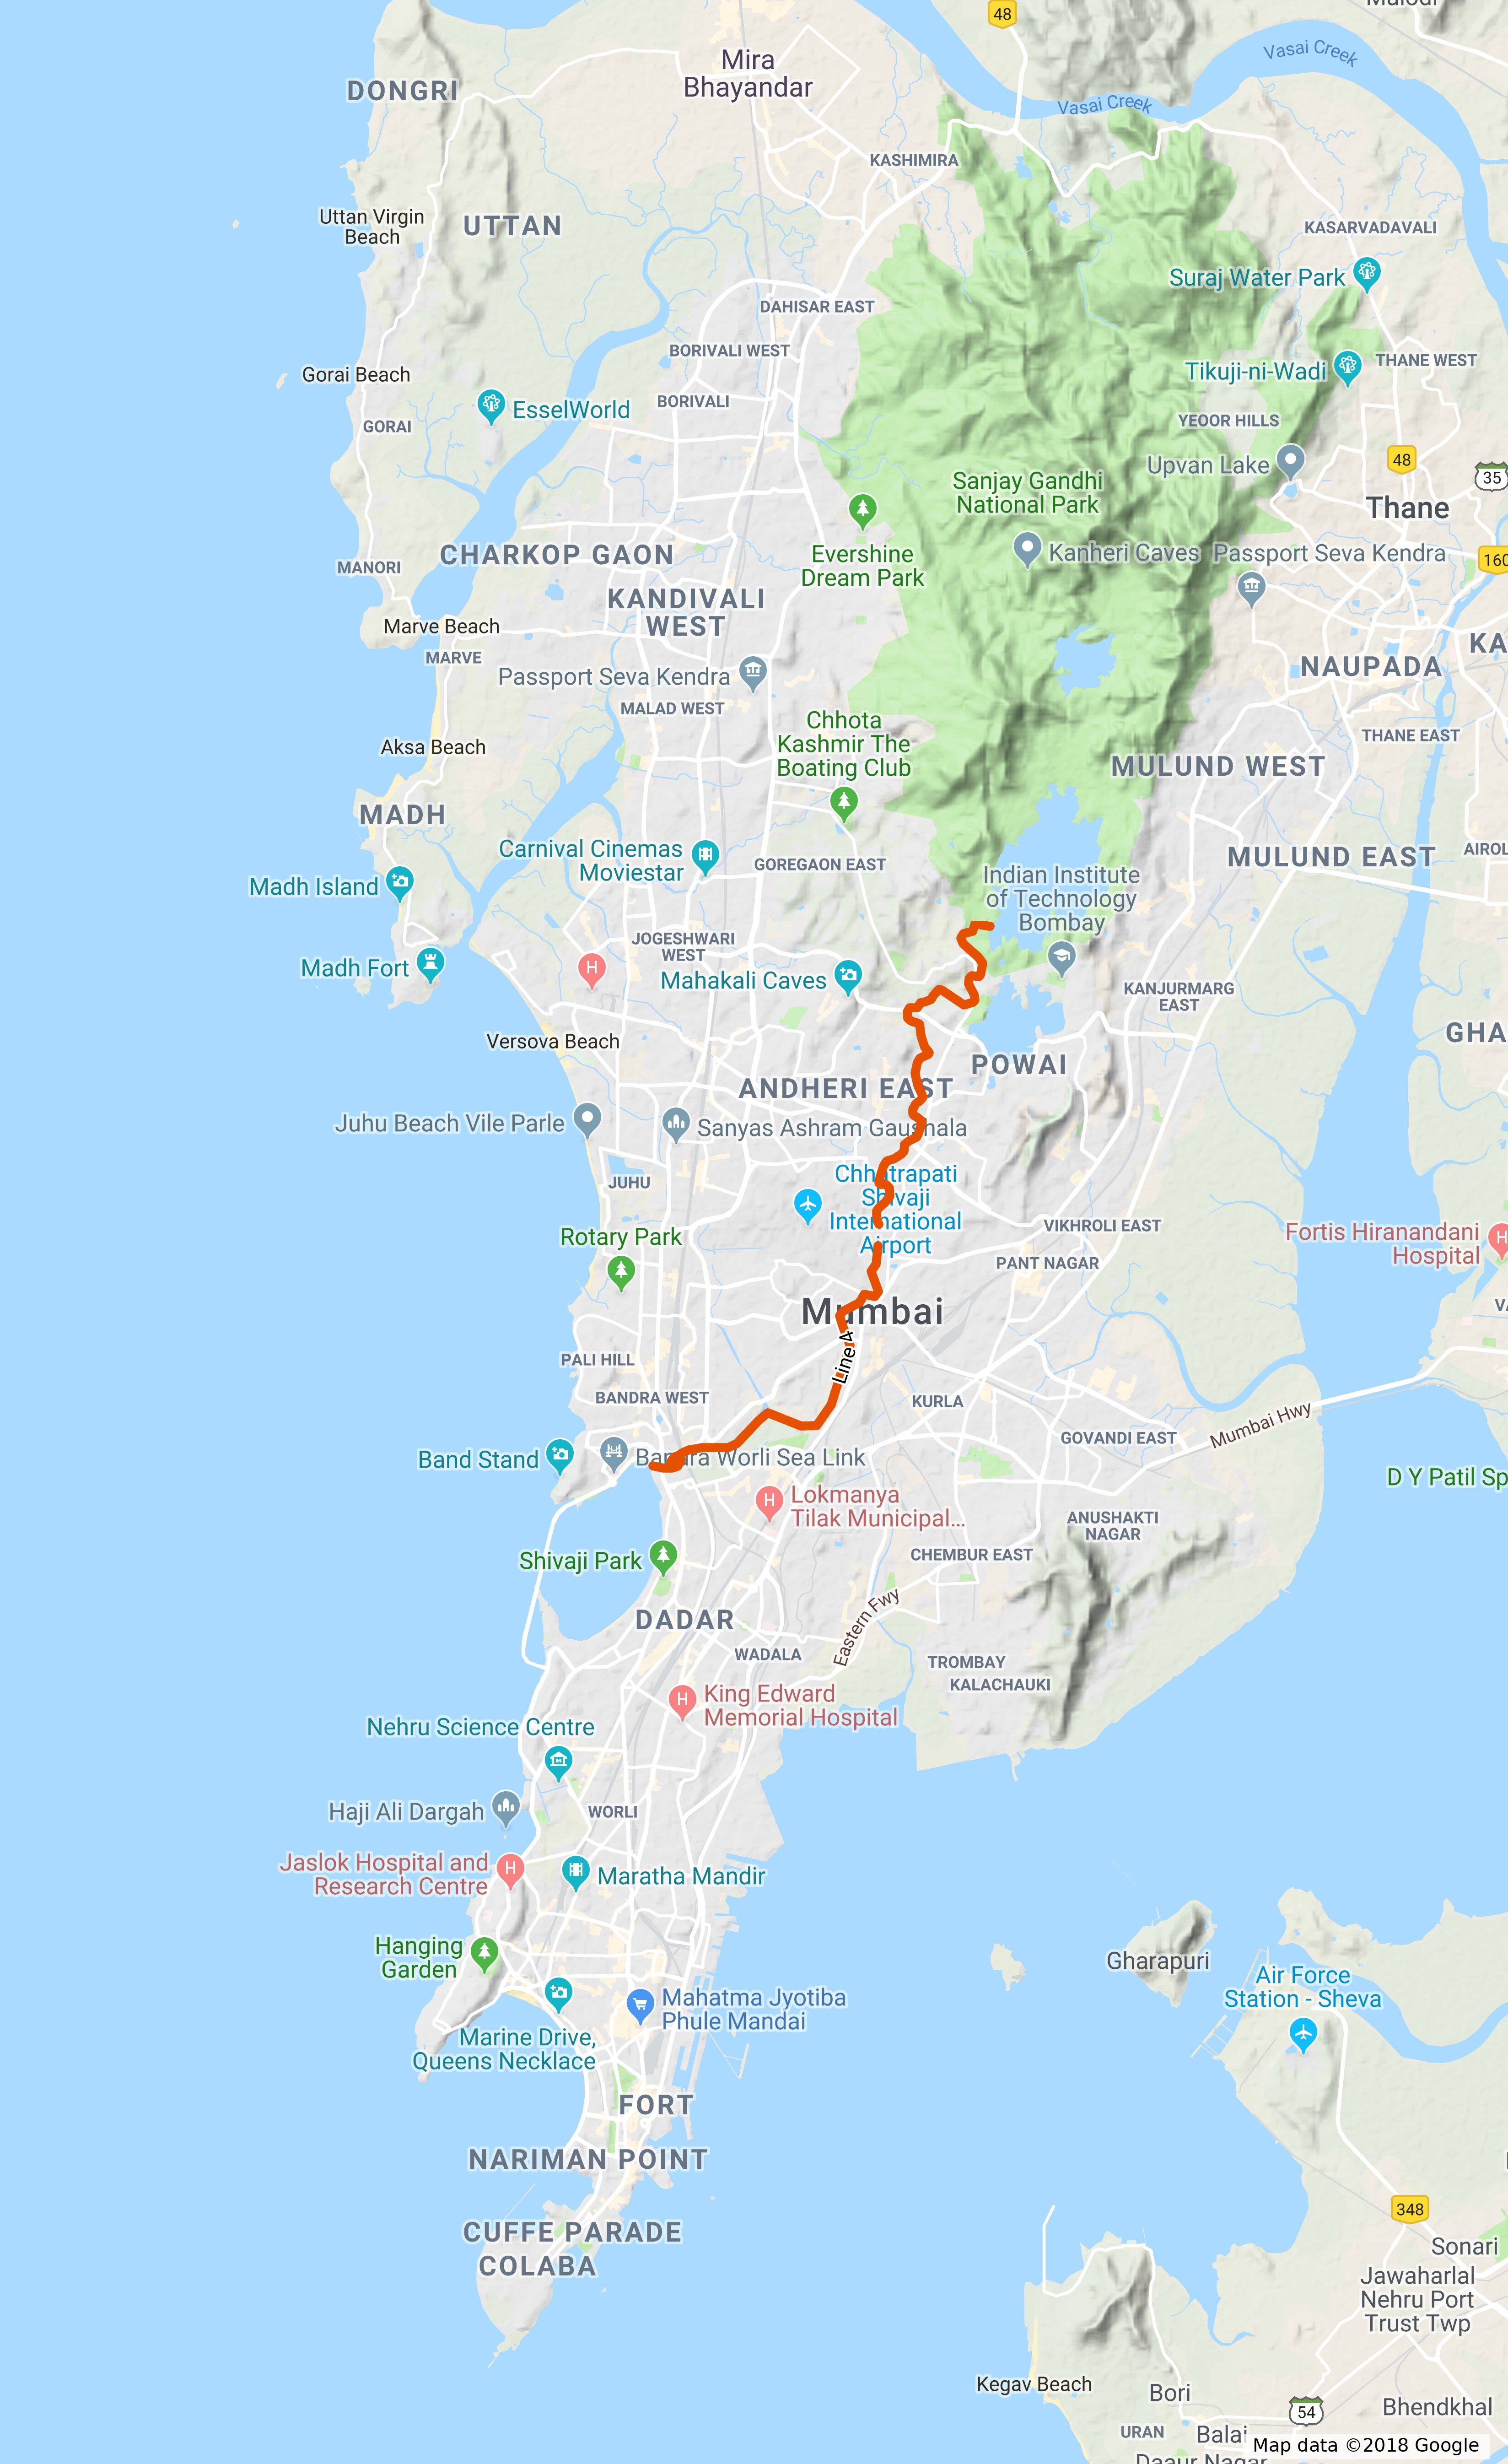 48
Vasai Creek
Mira
Bhayandar
DONGRI
Vasai Creek
KASHIMIRA
Uttan Virgin
Beach
UTTAN
KASARVADAVALI
Suraj Water Park
DAHISAR EAST
BORIVALI WEST
THANE WEST
Tikuji-ni-Wadi
Gorai Beach
BORIVALI
EsselWorld
YEOOR HILLS
GORAI
Upvan Lake
48
35
Sanjay Gandhi
National Park
Thane
CHARKOP GAON
Evershine
Dream Park
Kanheri Caves
Passport Seva Kendra
160
MANORI
KANDIVALI
WEST
Marve Beach
KA
MARVE
NAUPADA
Passport Seva Kendra
MALAD WEST
Chhota
Kashmir The
Boating Club
THANE EAST
Aksa Beach
MULUND WEST
MADH
Carnival Cinemas
Moviestar
GOREGAON EAST
MULUND EAST
AIROL
Madh Island
Indian Institute
of Technology
Bombay
JOGESHWARI
WEST
H
Madh Fort
Mahakali Caves
KANJURMARG
EAST
GHA
Versova Beach
POWAI
ANDHERI EAST
Juhu Beach Vile Parle
Sanyas Ashram Gaushala
Chhatrapati
Shivaji
International
Airport
JUHU
VIKHROLI EAST
Rotary Park
Fortis Hiranandani
Hospital
H
PANT NAGAR
Mumbai
VA
Line 4
PALI HILL
BANDRA WEST
KURLA
Mumbai Hwy
GOVANDI EAST
Band Stand
Bandra Worli Sea Link
D Y Patil Sp
H
Lokmanya
Tilak Municipal...
ANUSHAKTI
NAGAR
Shivaji Park
CHEMBUR EAST
Eastern Fwy
DADAR
WADALA
TROMBAY
KALACHAUKI
H
King Edward
Memorial Hospital
Nehru Science Centre
Haji Ali Dargah
WORLI
Jaslok Hospital and
Research Centre
H
Maratha Mandir
Hanging
Garden
Gharapuri
Air Force
Station - Sheva
Mahatma Jyotiba
Phule Mandai
Marine Drive,
Queens Necklace
FORT
NARIMAN POINT
348
CUFFE PARADE
COLABA
Sonari
Jawaharlal
Nehru Port
Trust Twp
Kegav Beach
Bori
54
Bhendkhal
URAN
Balai
Map data ©2018 Google